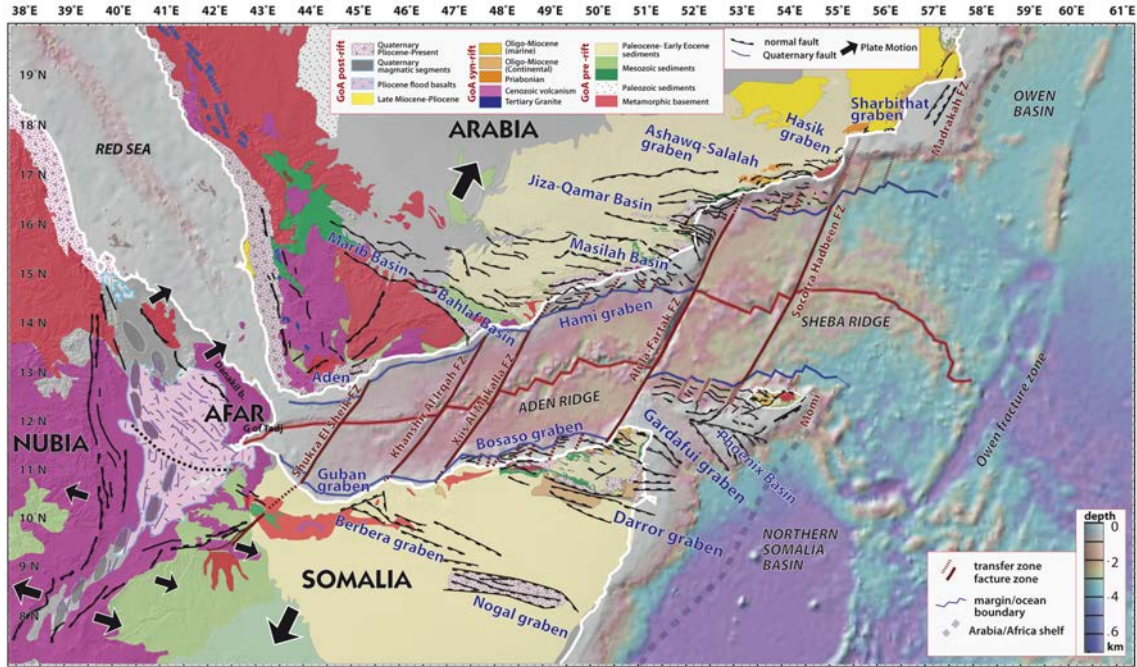 38°E 39°E 40°E 41°E 42°E 43°E 44°E 45°E 46°E 47°E 48°E 49°E 50°E 51°E 52°E 53°E 54°E 55°E 56°E 57°E 58°E 59°E 60°E 61°E
19°N
18°N
17°N
16°N
15°N
14°N
13°N
12°N
11°N
10°N
9°N
8°N
GoA post-rift
Quaternary
Pliocene-Present
Quaternary
magmatic segments
Pliocene flood basalts
Late Miocene-Pliocene
GoA syn-rift
Oligo-Miocene
(marine)
Oligo-Miocene
(Continental)
Priabonian
Cenozoic volcanism
Tertiary Granite
GoA pre-rift
Paleocene- Early Eocene
sediments
Mesozoic sediments
Paleozoic sediments
Metamorphic basement
normal fault
Quaternary fault
Plate Motion
RED SEA
ARABIA
OWEN
BASIN
Madrakah FZ
Sharbithat
graben
Hasik
graben
Ashawq-Salalah
graben
Jiza-Qamar Basin
Masilah Basin
Marib Basin
Bahlaf Basin
Hami graben
Socotra Hadbeen FZ
Alula Fartak FZ
SHEBA RIDGE
Aden
Shukra El Sheik FZ
Khanshir Al Irqah FZ
Xiis Al Mukalla FZ
ADEN RIDGE
Danakil b.
AFAR
G of Tadj
NUBIA
Guban
graben
Bosaso graben
Gardafui graben
Phoenix Basin
Momi
Owen fracture zone
Berbera graben
Darror graben
SOMALIA
Nogal graben
NORTHERN
SOMALIA
BASIN
depth
0
-2
-4
-6
km
transfer zone
facture zone
margin/ocean
boundary
Arabia/Africa shelf